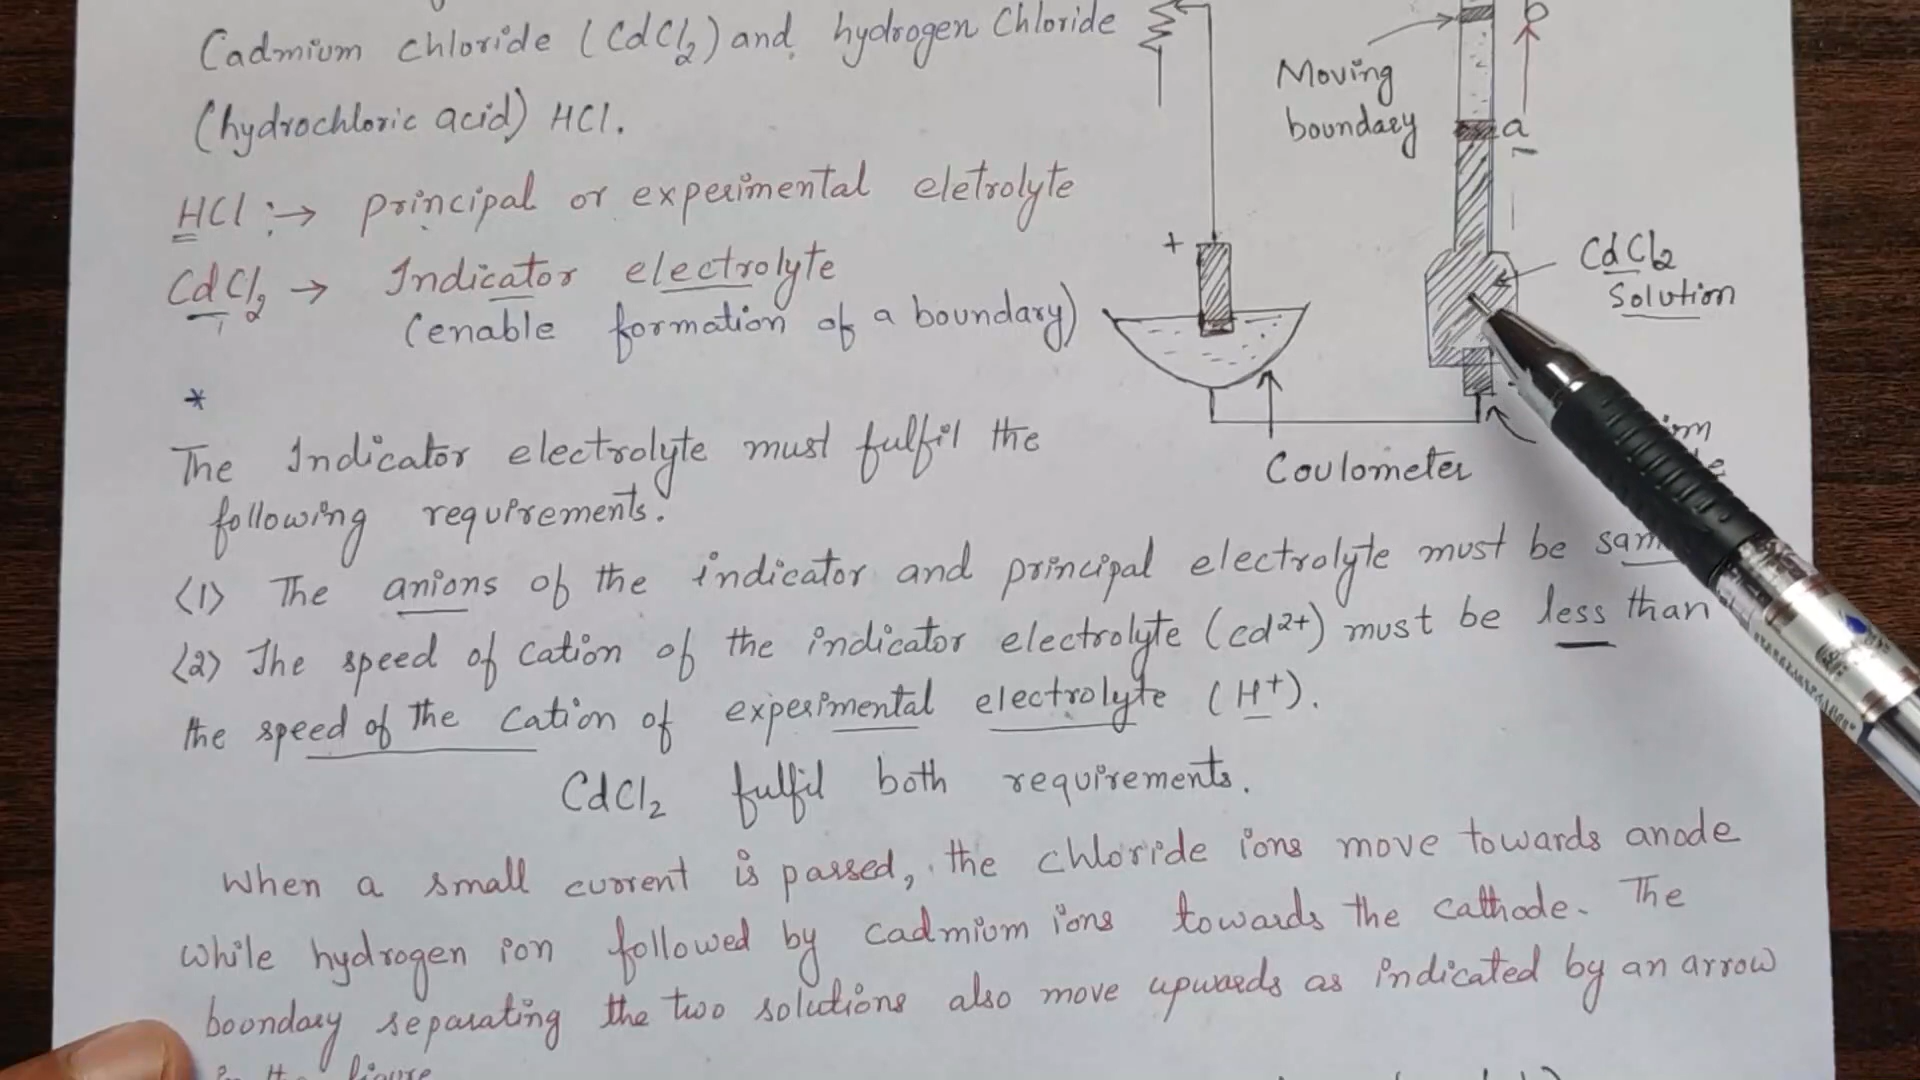 Cadmium chloride (CdCl2) and hydrogen Chloride
(hydrochloric acid) HCl.
HCl :→ principal or experimental eletrolyte
CdCl2 → Indicator electrolyte
(enable formation of a boundary)
*
The Indicator electrolyte must fulfil the
following requirements.
(1) The anions of the indicator and principal electrolyte must be
(2) The speed of cation of the indicator electrolyte (cd2+) must be less than
the speed of the cation of experimental electrolyte (H+).
CdCl2 fulfil both requirements.
When a small current is passed, the chloride ions move towards anode
while hydrogen ion followed by cadmium ions towards the cathode. The
boundary separating the two solutions also move upwards as indicated by an arrow
figure
b
Moving
boundary
a
+
CdCl2
Solution
Coulometer